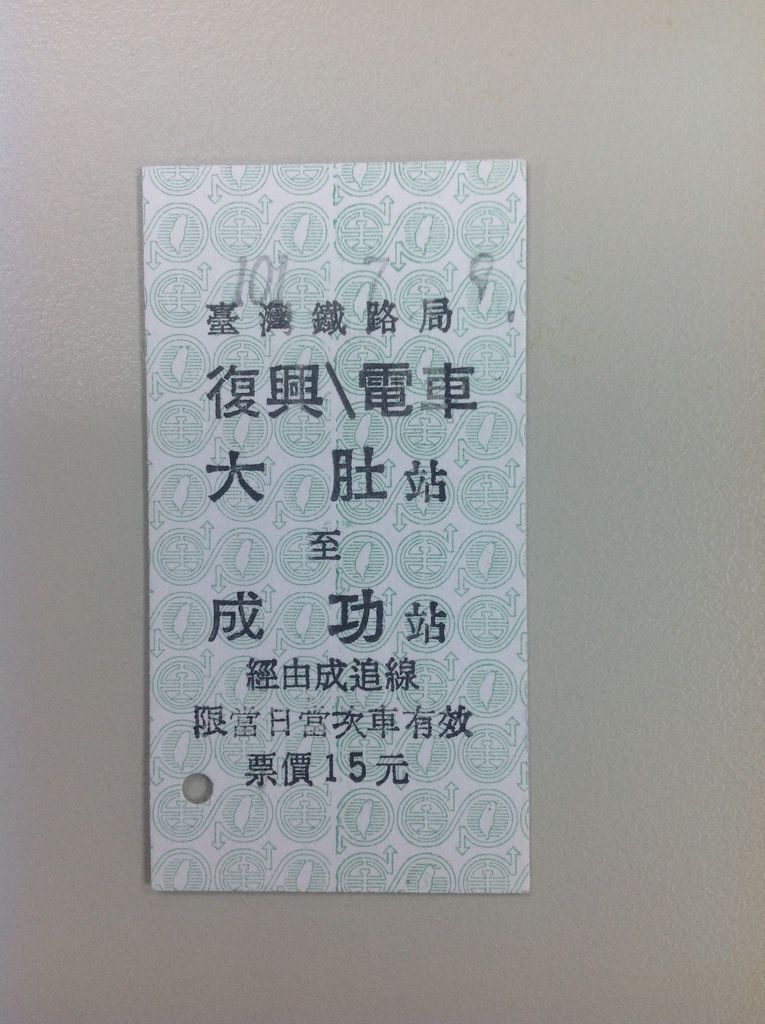 101 7 9.
臺灣鐵路局
復興\電車
大肚站
至
成功站
經由成追線
限當日當次車有效
票價15元